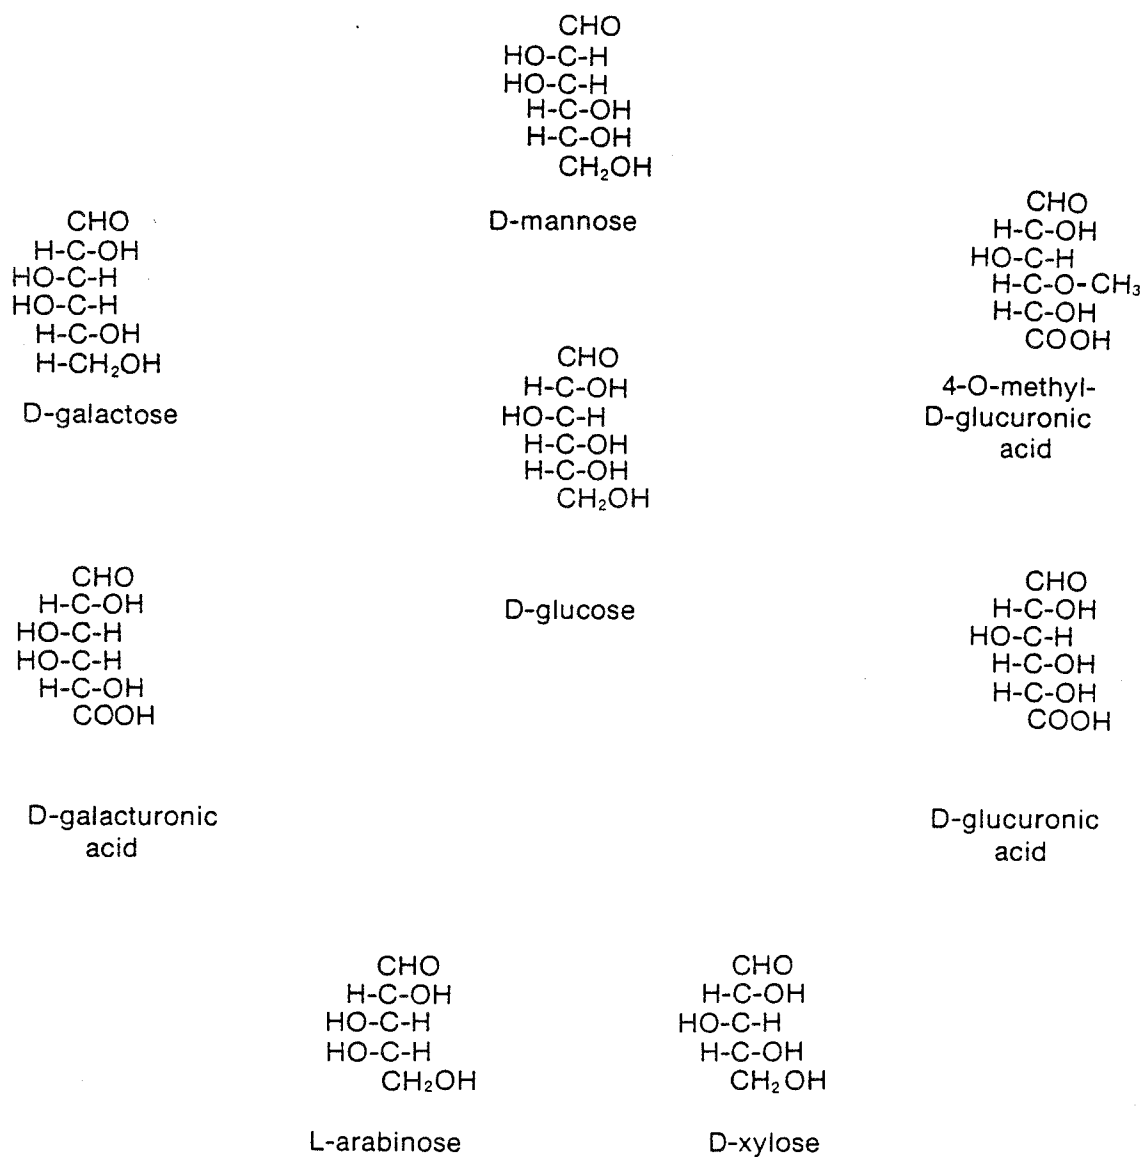 CHO
HO-C-H
HO-C-H
H-C-OH
H-C-OH
CH₂OH
D-mannose
CHO
H-C-OH
HO-C-H
HO-C-H
H-C-OH
H-CH₂OH
D-galactose
CHO
H-C-OH
HO-C-H
H-C-O-CH₃
H-C-OH
COOH
4-O-methyl-
D-glucuronic
acid
CHO
H-C-OH
HO-C-H
H-C-OH
H-C-OH
CH₂OH
D-glucose
CHO
H-C-OH
HO-C-H
HO-C-H
H-C-OH
COOH
D-galacturonic
acid
CHO
H-C-OH
HO-C-H
H-C-OH
H-C-OH
COOH
D-glucuronic
acid
CHO
H-C-OH
HO-C-H
HO-C-H
CH₂OH
L-arabinose
CHO
H-C-OH
HO-C-H
H-C-OH
CH₂OH
D-xylose